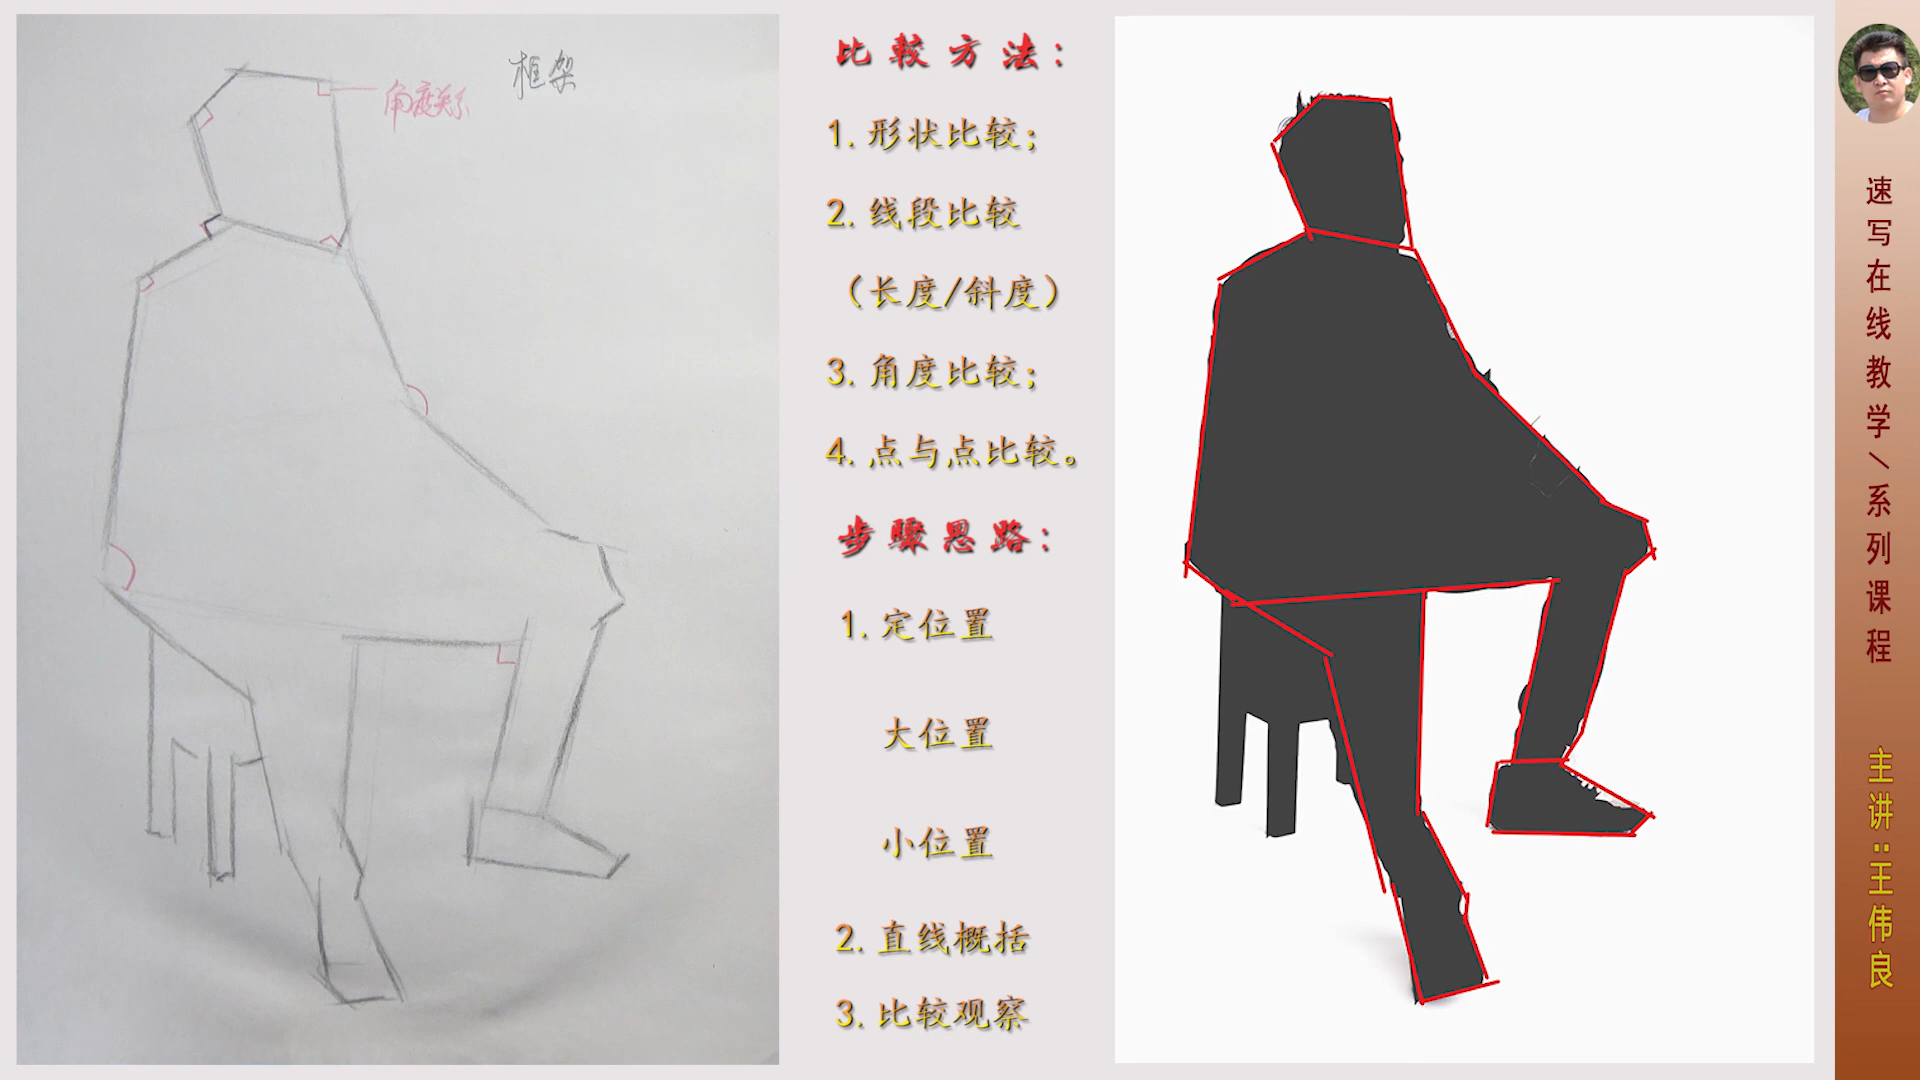 框架
角度关系
比較方法:
1.形状比较;
2.线段比较
(长度/斜度)
3.角度比较;
4.点与点比较。
步驟思路:
1.定位置
大位置
小位置
2.直线概括
3.比较观察
速写在线教学/系列课程
主讲:王伟良